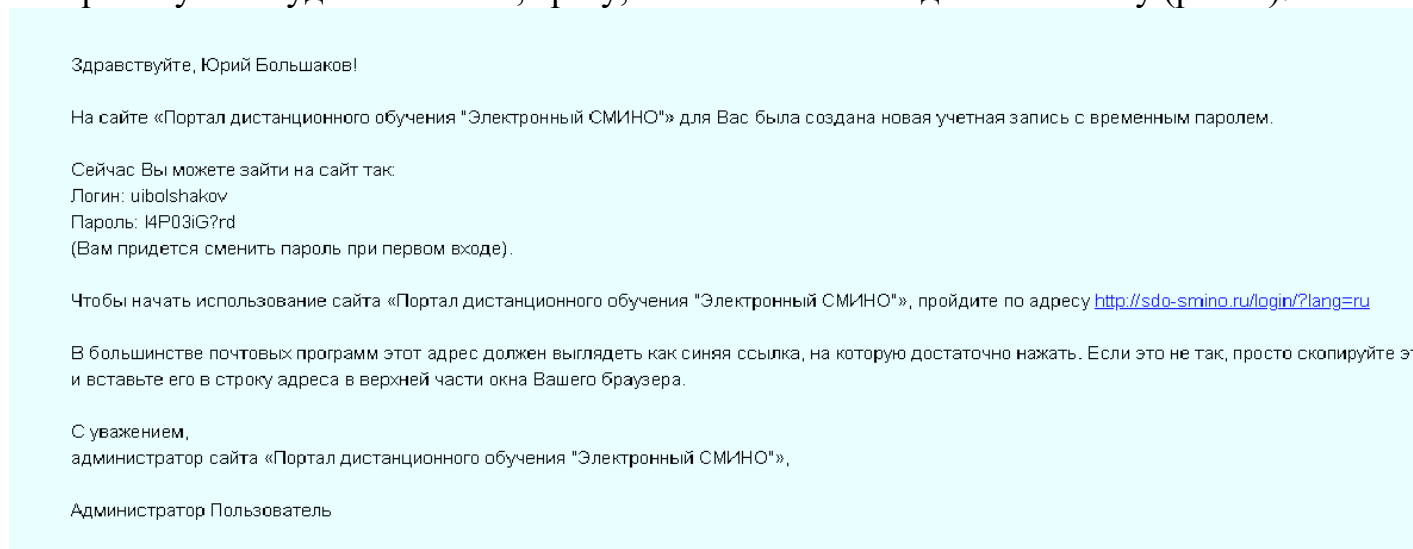 Здравствуйте, Юрий Большаков!
На сайте «Портал дистанционного обучения "Электронный СМИНО"» для Вас была создана новая учетная запись с временным паролем.
Сейчас Вы можете зайти на сайт так:
Логин: uibolshakov
Пароль: I4P03iG?rd
(Вам придется сменить пароль при первом входе).
Чтобы начать использование сайта «Портал дистанционного обучения "Электронный СМИНО"», пройдите по адресу http://sdo-smino.ru/login/?lang=ru
В большинстве почтовых программ этот адрес должен выглядеть как синяя ссылка, на которую достаточно нажать. Если это не так, просто скопируйте
и вставьте его в строку адреса в верхней части окна Вашего браузера.
С уважением,
администратор сайта «Портал дистанционного обучения "Электронный СМИНО"»,
Администратор Пользователь